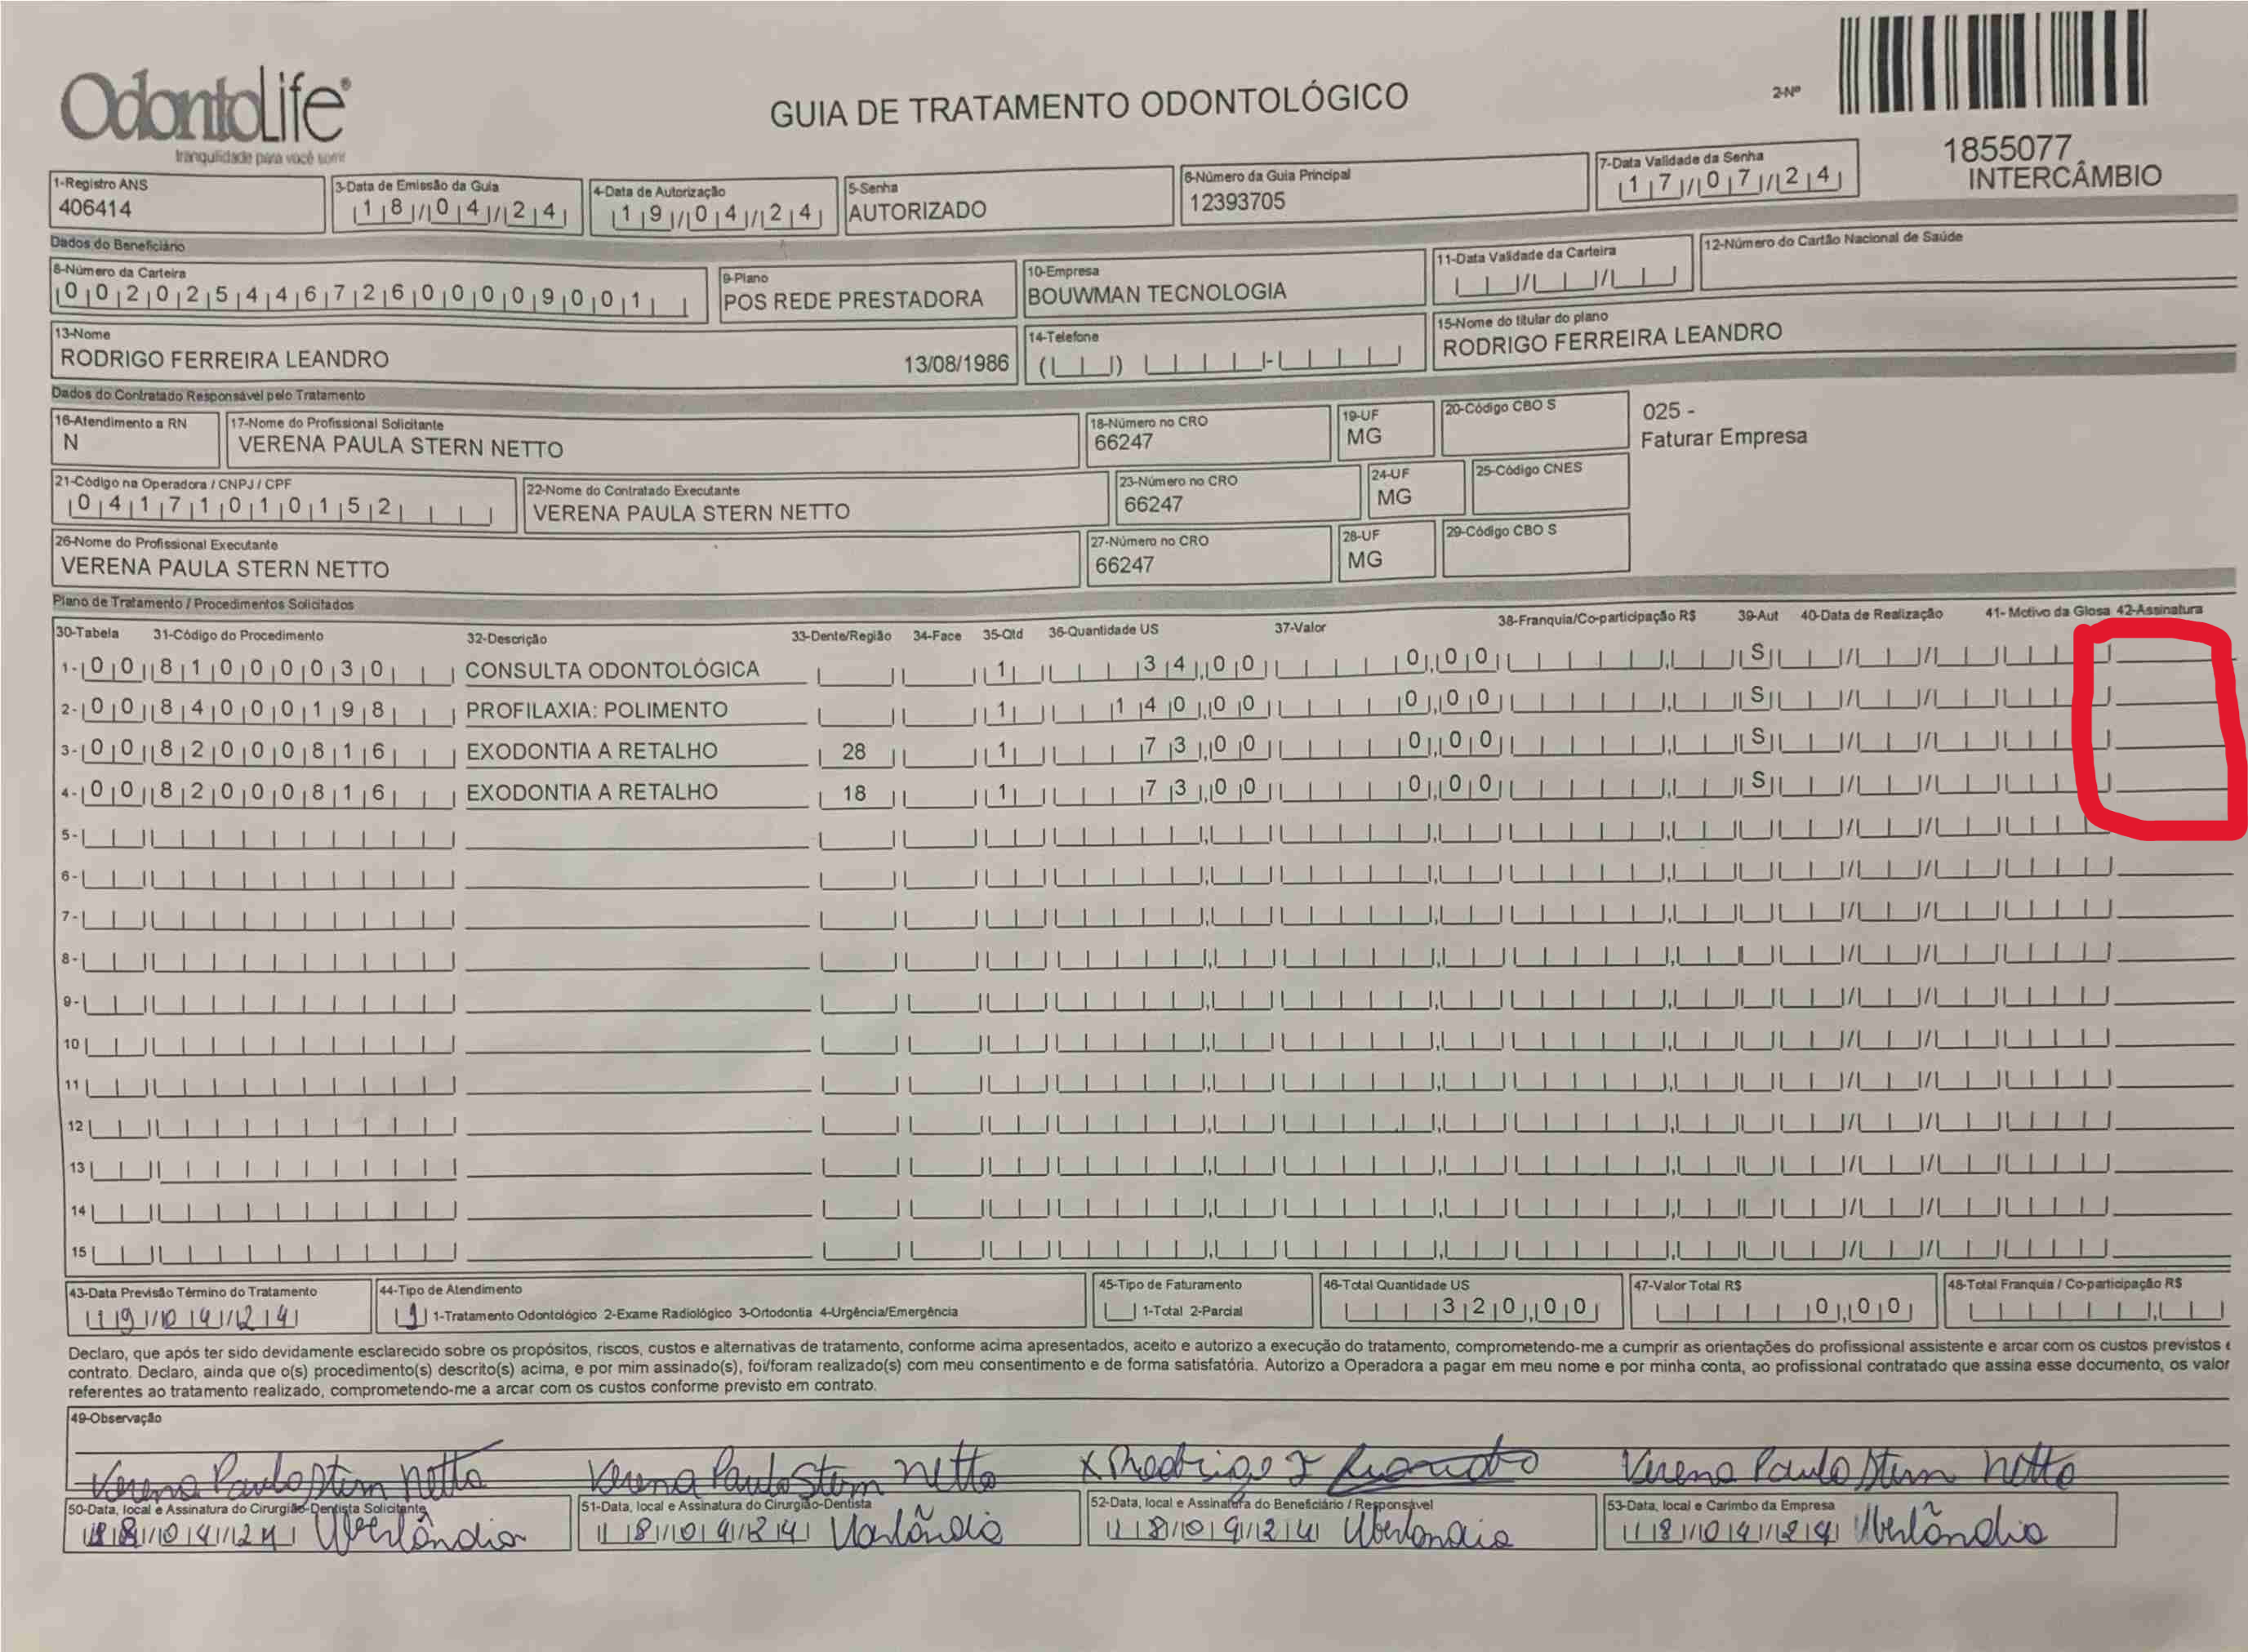 OdontoLife®
tranquilidade para você sorrir
GUIA DE TRATAMENTO ODONTOLÓGICO
2-Nº
1855077
INTERCÂMBIO
1-Registro ANS
406414
3-Data de Emissão da Guia
18/04/24
4-Data de Autorização
19/04/24
5-Senha
AUTORIZADO
6-Número da Guia Principal
12393705
7-Data Validade da Senha
17/07/24
Dados do Beneficiário
8-Número da Carteira
00202544672600009001
9-Plano
POS REDE PRESTADORA
10-Empresa
BOUWMAN TECNOLOGIA
11-Data Validade da Carteira
12-Número do Cartão Nacional de Saúde
13-Nome
RODRIGO FERREIRA LEANDRO 13/08/1986
14-Telefone
15-Nome do titular do plano
RODRIGO FERREIRA LEANDRO
Dados do Contratado Responsável pelo Tratamento
16-Atendimento a RN
N
17-Nome do Profissional Solicitante
VERENA PAULA STERN NETTO
18-Número no CRO
66247
19-UF
MG
20-Código CBO S
025 -
Faturar Empresa
21-Código na Operadora / CNPJ / CPF
04171010152
22-Nome do Contratado Executante
VERENA PAULA STERN NETTO
23-Número no CRO
66247
24-UF
MG
25-Código CNES
26-Nome do Profissional Executante
VERENA PAULA STERN NETTO
27-Número no CRO
66247
28-UF
MG
29-Código CBO S
Plano de Tratamento / Procedimentos Solicitados
30-Tabela 31-Código do Procedimento 32-Descrição 33-Dente/Região 34-Face 35-Qtd 36-Quantidade US 37-Valor 38-Franquia/Co-participação R$ 39-Aut 40-Data de Realização 41- Motivo da Glosa 42-Assinatura
1- 00 81000030 CONSULTA ODONTOLÓGICA 1 34,00 0,00 S
2- 00 84000198 PROFILAXIA: POLIMENTO 1 140,00 0,00 S
3- 00 82000816 EXODONTIA A RETALHO 28 1 73,00 0,00 S
4- 00 82000816 EXODONTIA A RETALHO 18 1 73,00 0,00 S
5-
6-
7-
8-
9-
10
11
12
13
14
15
43-Data Previsão Término do Tratamento
19/04/24
44-Tipo de Atendimento
1 1-Tratamento Odontológico 2-Exame Radiológico 3-Ortodontia 4-Urgência/Emergência
45-Tipo de Faturamento
1-Total 2-Parcial
46-Total Quantidade US
320,00
47-Valor Total R$
0,00
48-Total Franquia / Co-participação R$
Declaro, que após ter sido devidamente esclarecido sobre os propósitos, riscos, custos e alternativas de tratamento, conforme acima apresentados, aceito e autorizo a execução do tratamento, comprometendo-me a cumprir as orientações do profissional assistente e arcar com os custos previstos e
contrato. Declaro, ainda que o(s) procedimento(s) descrito(s) acima, e por mim assinado(s), foi/foram realizado(s) com meu consentimento e de forma satisfatória. Autorizo a Operadora a pagar em meu nome e por minha conta, ao profissional contratado que assina esse documento, os valor
referentes ao tratamento realizado, comprometendo-me a arcar com os custos conforme previsto em contrato.
49-Observação
Verena Paula Stern Netto Verena Paula Stern Netto x Rodrigo F Leandro Verena Paula Stern Netto
50-Data, local e Assinatura do Cirurgião-Dentista Solicitante
18/04/24 Uberlândia
51-Data, local e Assinatura do Cirurgião-Dentista
18/04/24 Uberlândia
52-Data, local e Assinatura do Beneficiário / Responsável
18/04/24 Uberlandia
53-Data, local e Carimbo da Empresa
18/04/24 Uberlândia